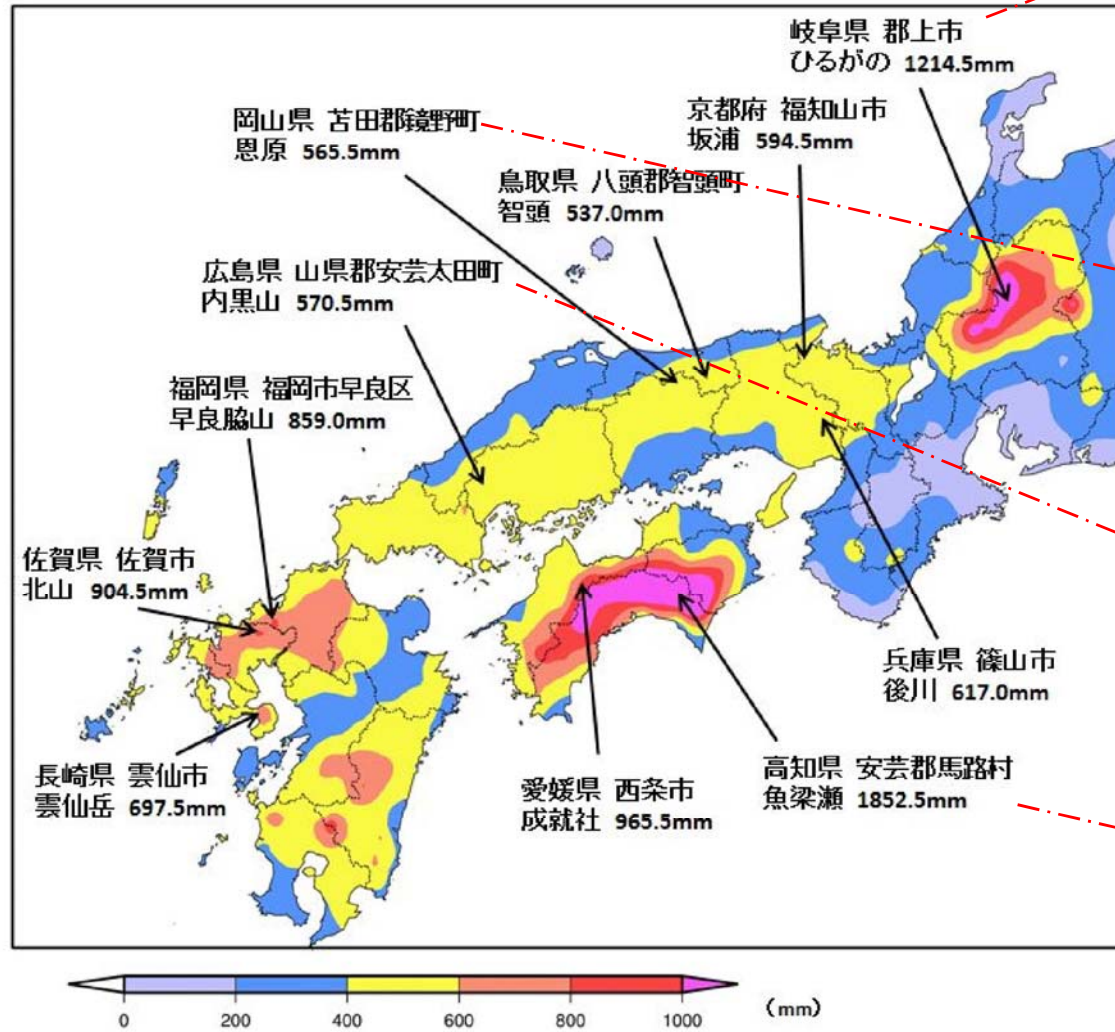 岐阜県 郡上市
ひるがの 1214.5mm
岡山県 苫田郡鏡野町
恩原 565.5mm
京都府 福知山市
坂浦 594.5mm
鳥取県 八頭郡智頭町
智頭 537.0mm
広島県 山県郡安芸太田町
内黒山 570.5mm
福岡県 福岡市早良区
早良脇山 859.0mm
佐賀県 佐賀市
北山 904.5mm
兵庫県 篠山市
後川 617.0mm
長崎県 雲仙市
雲仙岳 697.5mm
愛媛県 西条市
成就社 965.5mm
高知県 安芸郡馬路村
魚梁瀬 1852.5mm
0 200 400 600 800 1000 (mm)